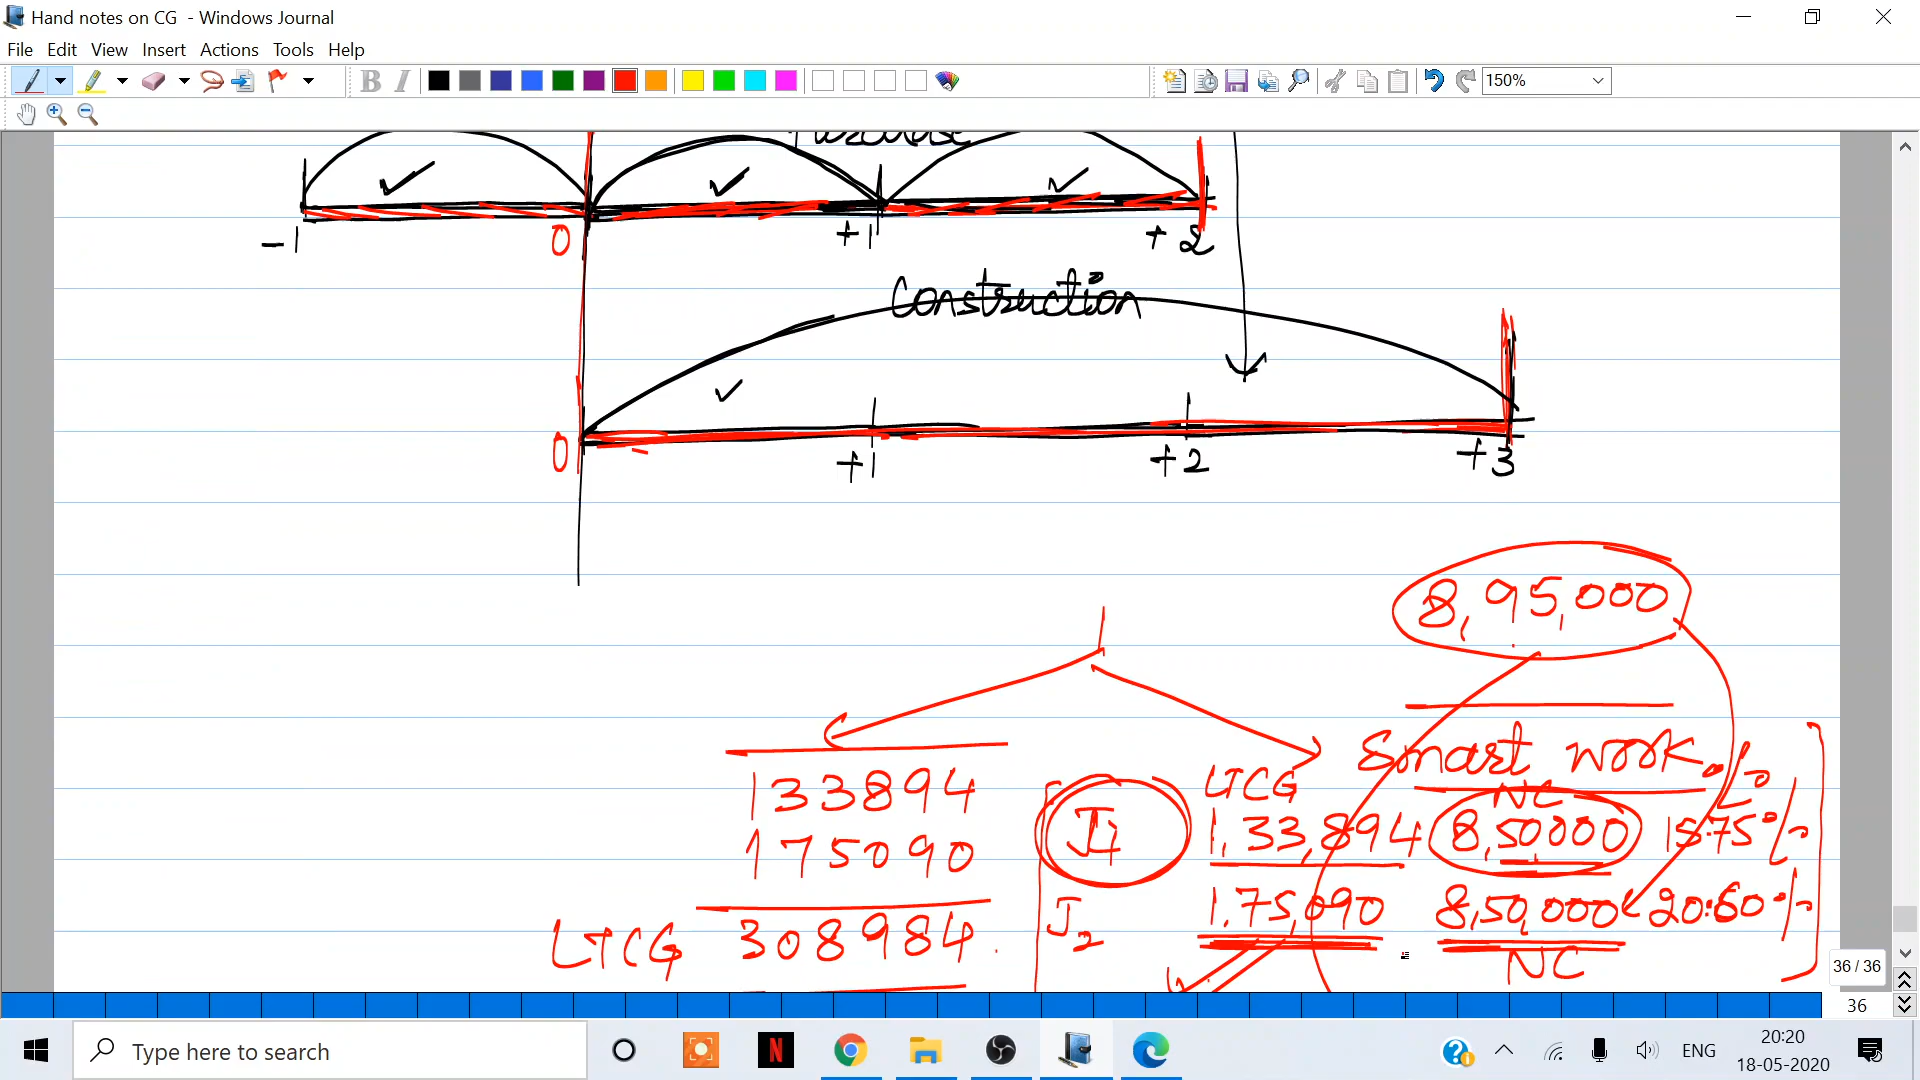 Hand notes on CG - Windows Journal
File Edit View Insert Actions Tools Help
B I 150%
-1 0 +1 +2
Construction
0 +1 +2 +3
8,95,000
Smart work
LTCG NC %
133894
J1 1,33,894 8,50,000 15.75%
175090
J2 1,75,090 8,50,000 20.60%
LTCG 308984
NC
36 / 36
36
Type here to search
N
ENG
20:20
18-05-2020